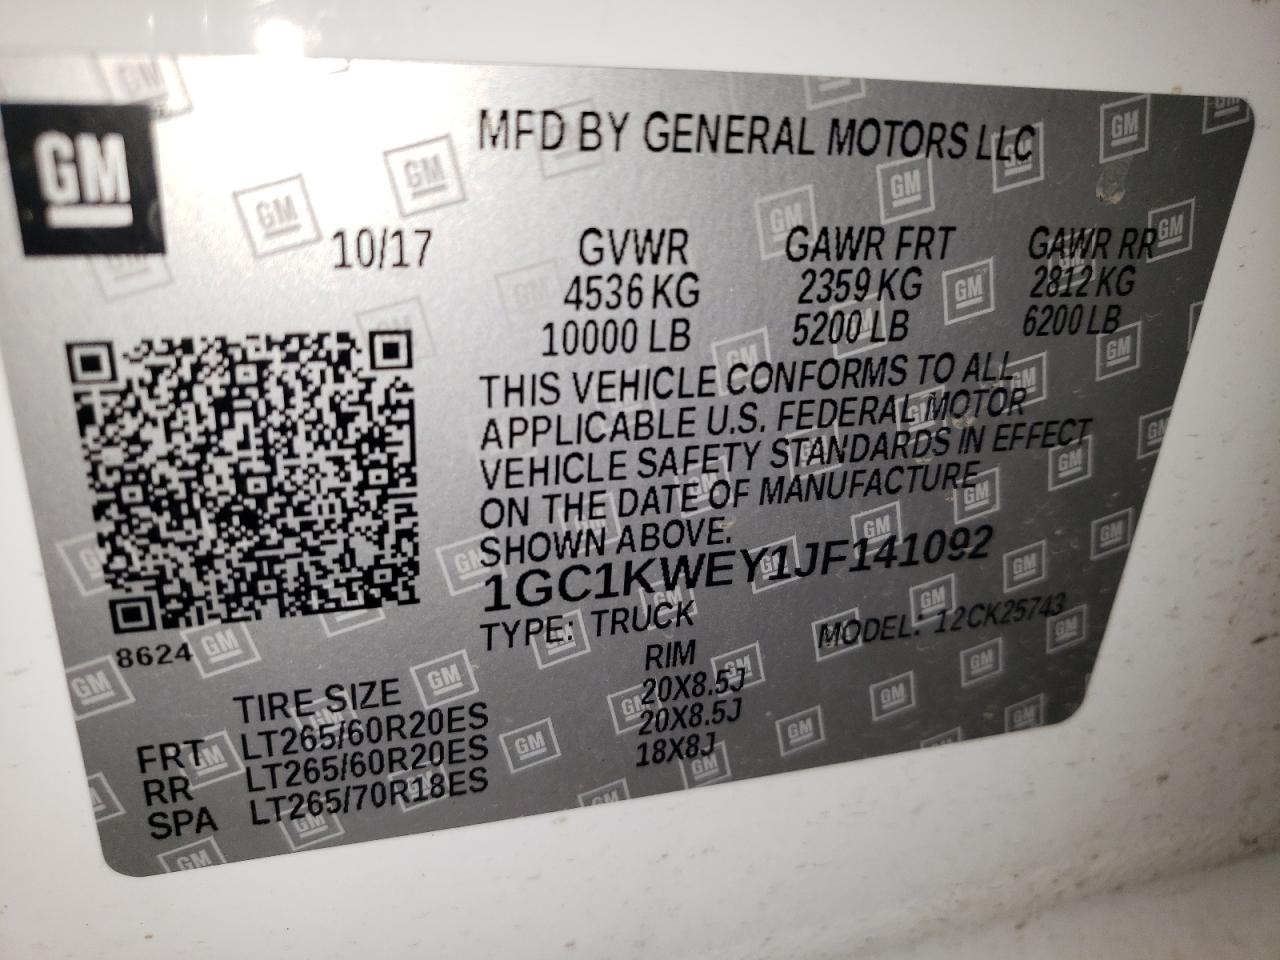 GM
MFD BY GENERAL MOTORS LLC
10/17 GVWR GAWR FRT GAWR RR
4536 KG 2359 KG 2812 KG
10000 LB 5200 LB 6200 LB
THIS VEHICLE CONFORMS TO ALL
APPLICABLE U.S. FEDERAL MOTOR
VEHICLE SAFETY STANDARDS IN EFFECT
ON THE DATE OF MANUFACTURE
SHOWN ABOVE.
1GC1KWEY1JF141092
8624
TYPE: TRUCK MODEL: 12CK25743
TIRE SIZE RIM
FRT LT265/60R20ES 20X8.5J
RR LT265/60R20ES 20X8.5J
SPA LT265/70R18ES 18X8J